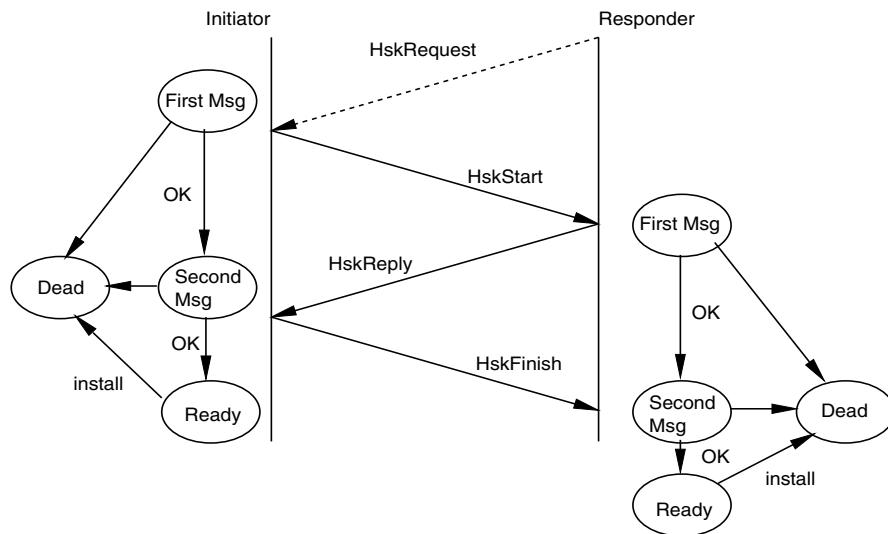 Initiator
Responder
HskRequest
First Msg
HskStart
OK
First Msg
HskReply
Dead
Second
Msg
OK
OK
HskFinish
install
Ready
Second
Msg
Dead
OK
install
Ready